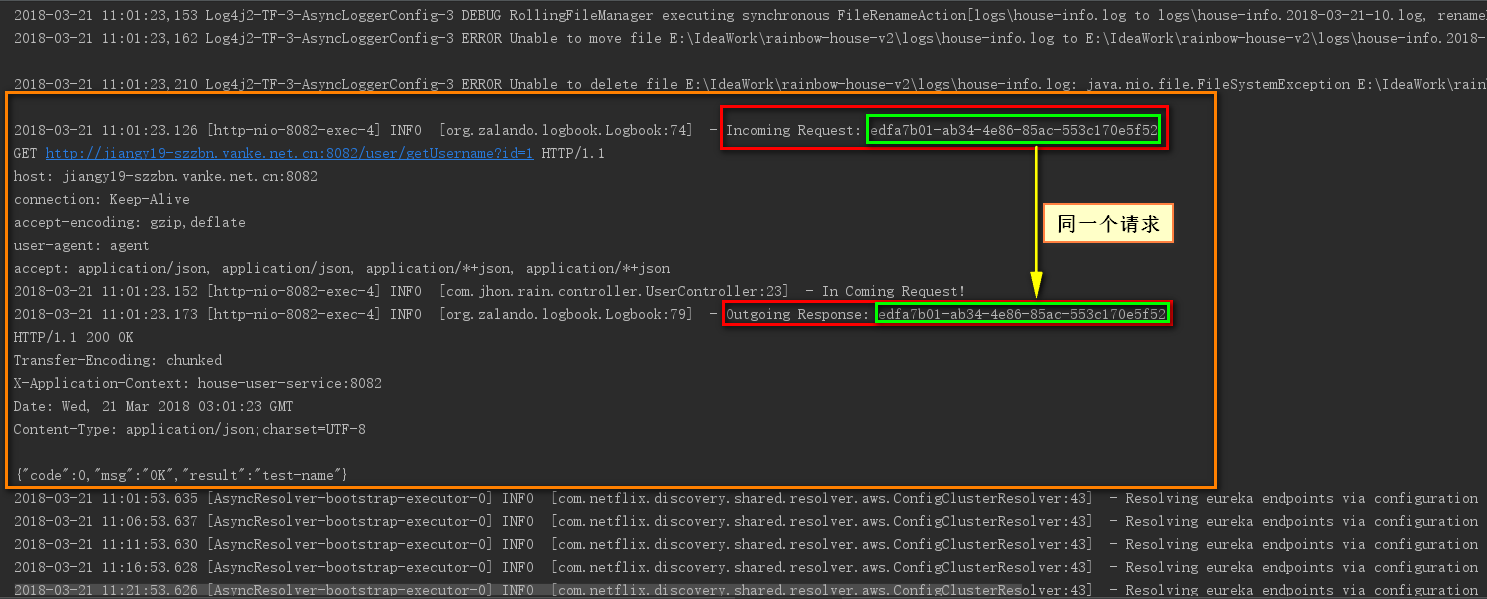 2018-03-21 11:01:23,153 Log4j2-TF-3-AsyncLoggerConfig-3 DEBUG RollingFileManager executing synchronous FileRenameAction[logs\house-info.log to logs\house-info.2018-03-21-10.log, rename
2018-03-21 11:01:23,162 Log4j2-TF-3-AsyncLoggerConfig-3 ERROR Unable to move file E:\IdeaWork\rainbow-house-v2\logs\house-info.log to E:\IdeaWork\rainbow-house-v2\logs\house-info.2018-
2018-03-21 11:01:23,210 Log4j2-TF-3-AsyncLoggerConfig-3 ERROR Unable to delete file E:\IdeaWork\rainbow-house-v2\logs\house-info.log: java.nio.file.FileSystemException E:\IdeaWork\rain
2018-03-21 11:01:23.126 [http-nio-8082-exec-4] INFO  [org.zalando.logbook.Logbook:74]  - Incoming Request: edfa7b01-ab34-4e86-85ac-553c170e5f52
GET http://jiangy19-szzbn.vanke.net.cn:8082/user/getUsername?id=1 HTTP/1.1
host: jiangy19-szzbn.vanke.net.cn:8082
connection: Keep-Alive
accept-encoding: gzip,deflate
同一个请求
user-agent: agent
accept: application/json, application/json, application/*+json, application/*+json
2018-03-21 11:01:23.152 [http-nio-8082-exec-4] INFO  [com.jhon.rain.controller.UserController:23]  - In Coming Request!
2018-03-21 11:01:23.173 [http-nio-8082-exec-4] INFO  [org.zalando.logbook.Logbook:79]  - Outgoing Response: edfa7b01-ab34-4e86-85ac-553c170e5f52
HTTP/1.1 200 OK
Transfer-Encoding: chunked
X-Application-Context: house-user-service:8082
Date: Wed, 21 Mar 2018 03:01:23 GMT
Content-Type: application/json;charset=UTF-8
{"code":0,"msg":"OK","result":"test-name"}
2018-03-21 11:01:53.635 [AsyncResolver-bootstrap-executor-0] INFO  [com.netflix.discovery.shared.resolver.aws.ConfigClusterResolver:43]  - Resolving eureka endpoints via configuration
2018-03-21 11:06:53.637 [AsyncResolver-bootstrap-executor-0] INFO  [com.netflix.discovery.shared.resolver.aws.ConfigClusterResolver:43]  - Resolving eureka endpoints via configuration
2018-03-21 11:11:53.630 [AsyncResolver-bootstrap-executor-0] INFO  [com.netflix.discovery.shared.resolver.aws.ConfigClusterResolver:43]  - Resolving eureka endpoints via configuration
2018-03-21 11:16:53.628 [AsyncResolver-bootstrap-executor-0] INFO  [com.netflix.discovery.shared.resolver.aws.ConfigClusterResolver:43]  - Resolving eureka endpoints via configuration
2018-03-21 11:21:53.626 [AsyncResolver-bootstrap-executor-0] INFO  [com.netflix.discovery.shared.resolver.aws.ConfigClusterResolver:43]  - Resolving eureka endpoints via configuration